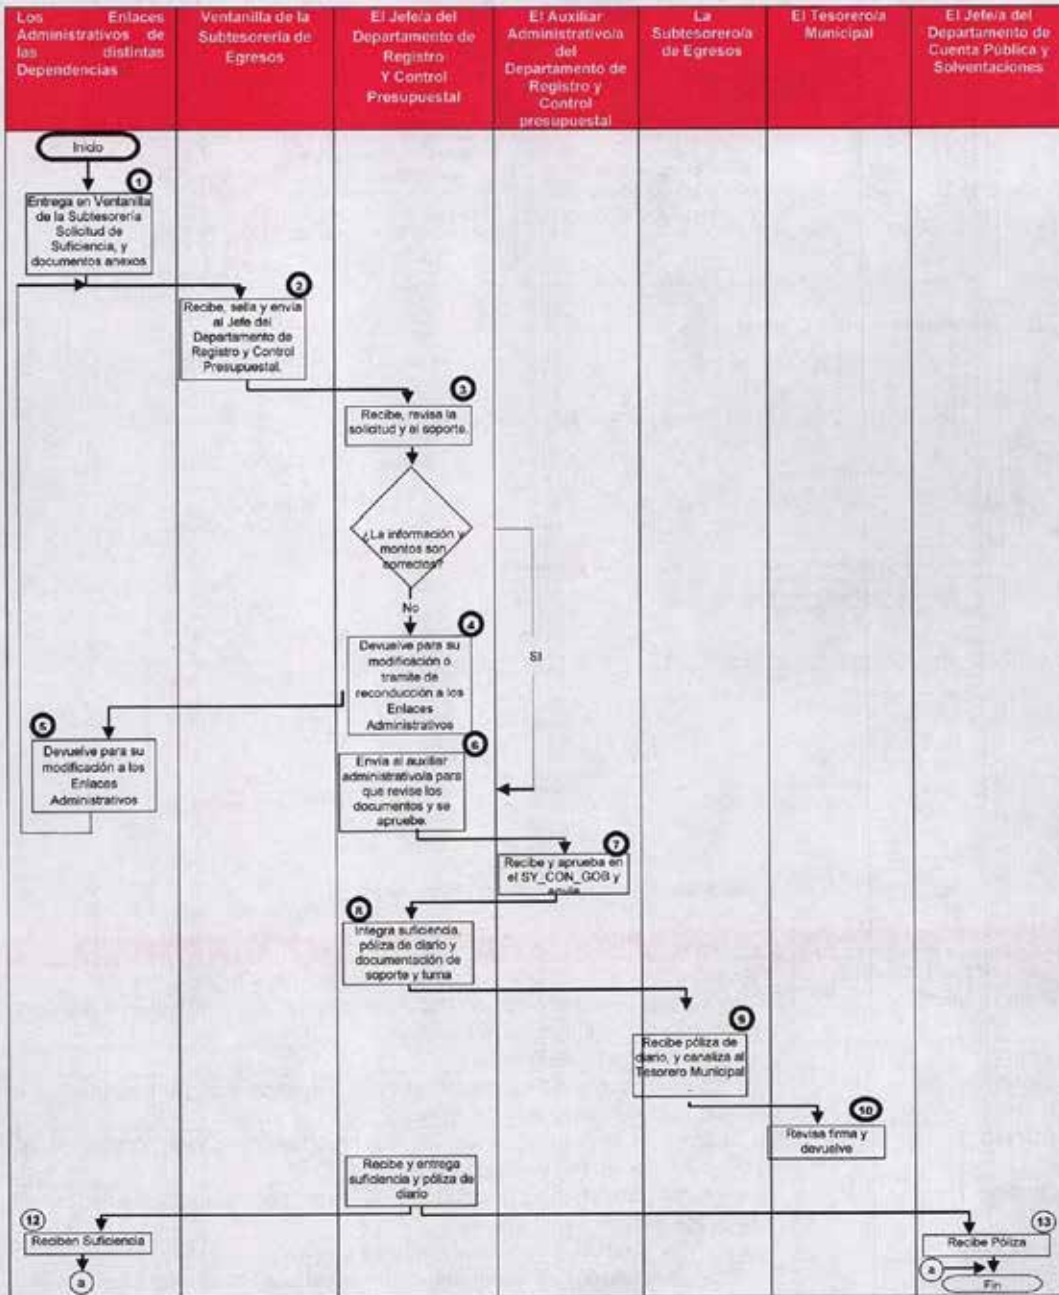 Los Enlaces
Administrativos de
las distintas
Dependencias
Ventanilla de la
Subtesorería de
Egresos
El Jefe/a del
Departamento de
Registro
Y Control
Presupuestal
El Auxiliar
Administrativo/a
del
Departamento de
Registro y
Control
presupuestal
La
Subtesorero/a
de Egresos
El Tesorero/a
Municipal
El Jefe/a del
Departamento de
Cuenta Pública y
Solventaciones
Inicio
1
Entrega en Ventanilla
de la Subtesorería
Solicitud de
Suficiencia, y
documentos anexos
2
Recibe, sella y envía
al Jefe del
Departamento de
Registro y Control
Presupuestal.
3
Recibe, revisa la
solicitud y el soporte.
¿La información y
montos son
correctos?
No
SI
4
Devuelve para su
modificación o
tramite de
reconducción a los
Enlaces
Administrativos
5
Devuelve para su
modificación a los
Enlaces
Administrativos
6
Envía al auxiliar
administrativo/a para
que revise los
documentos y se
apruebe.
7
Recibe y aprueba en
el SY_CON_GOB y
8
Integra suficiencia,
póliza de diario y
documentación de
soporte y turna
9
Recibe póliza de
diario, y canaliza al
Tesorero Municipal
10
Revisa firma y
devuelve
Recibe y entrega
suficiencia y póliza de
diario
12
Reciben Suficiencia
a
13
Recibe Póliza
a
Fin